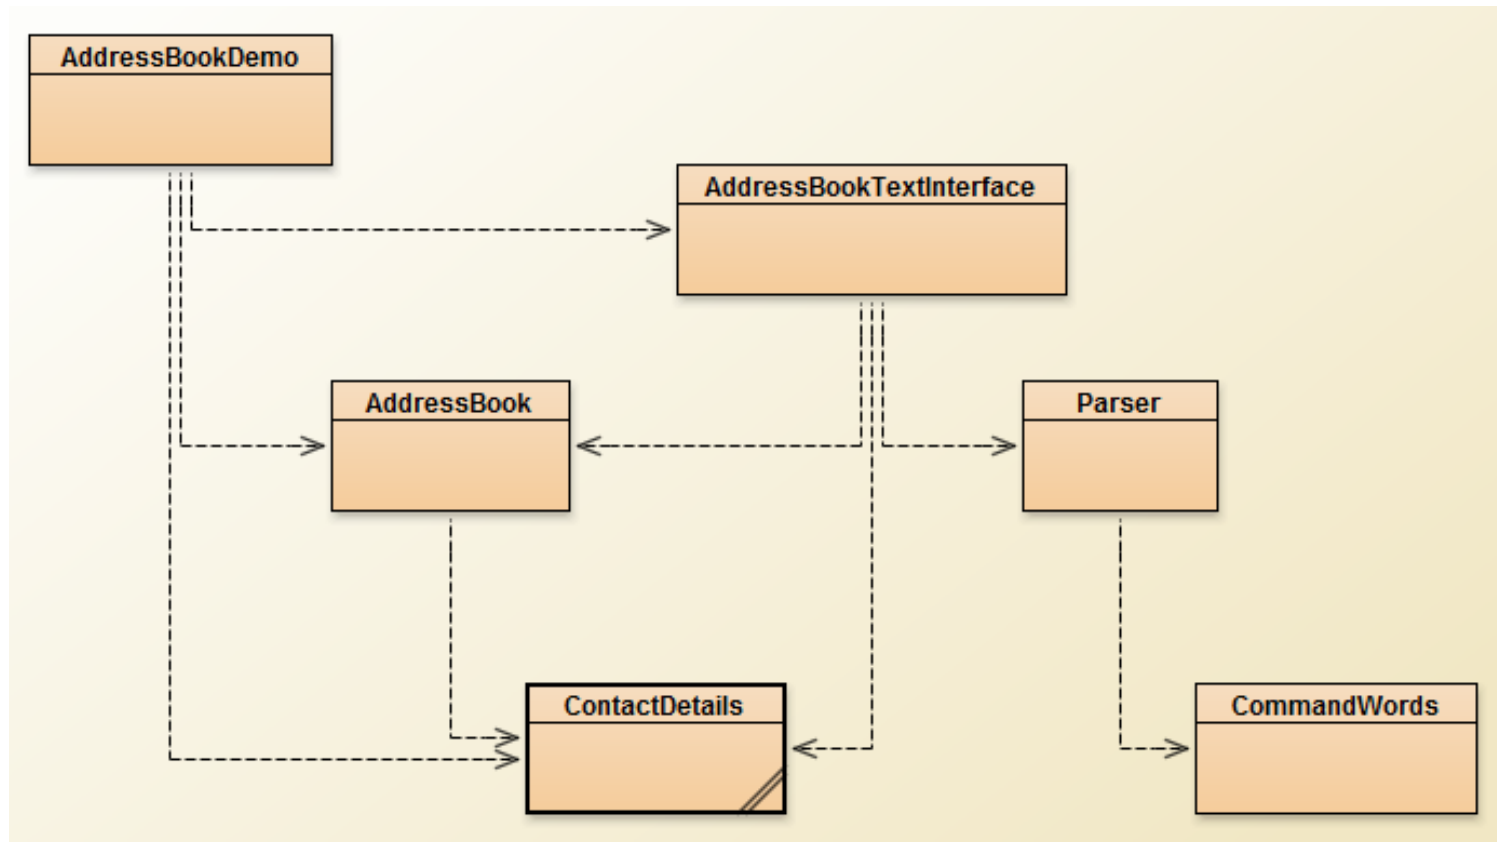 AddressBookDemo
AddressBookTextInterface
AddressBook
Parser
ContactDetails
CommandWords